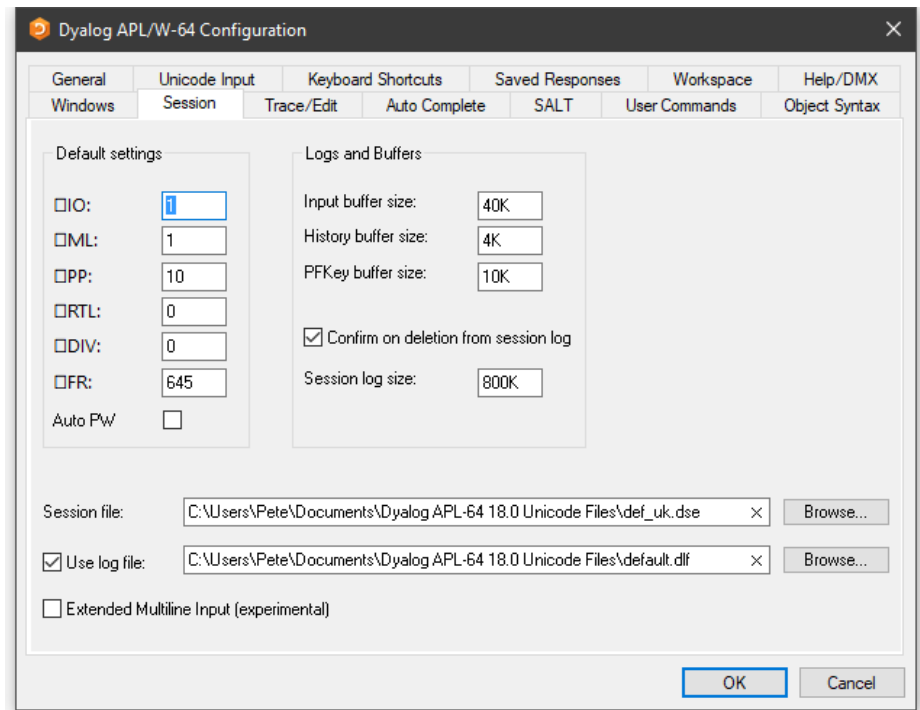 Dyalog APL/W-64 Configuration
General Unicode Input Keyboard Shortcuts Saved Responses Workspace Help/DMX
Windows Session Trace/Edit Auto Complete SALT User Commands Object Syntax
Default settings
⎕IO: 1
⎕ML: 1
⎕PP: 10
⎕RTL: 0
⎕DIV: 0
⎕FR: 645
Auto PW
Logs and Buffers
Input buffer size: 40K
History buffer size: 4K
PFKey buffer size: 10K
Confirm on deletion from session log
Session log size: 800K
Session file: C:\Users\Pete\Documents\Dyalog APL-64 18.0 Unicode Files\def_uk.dse Browse...
Use log file: C:\Users\Pete\Documents\Dyalog APL-64 18.0 Unicode Files\default.dlf Browse...
Extended Multiline Input (experimental)
OK Cancel